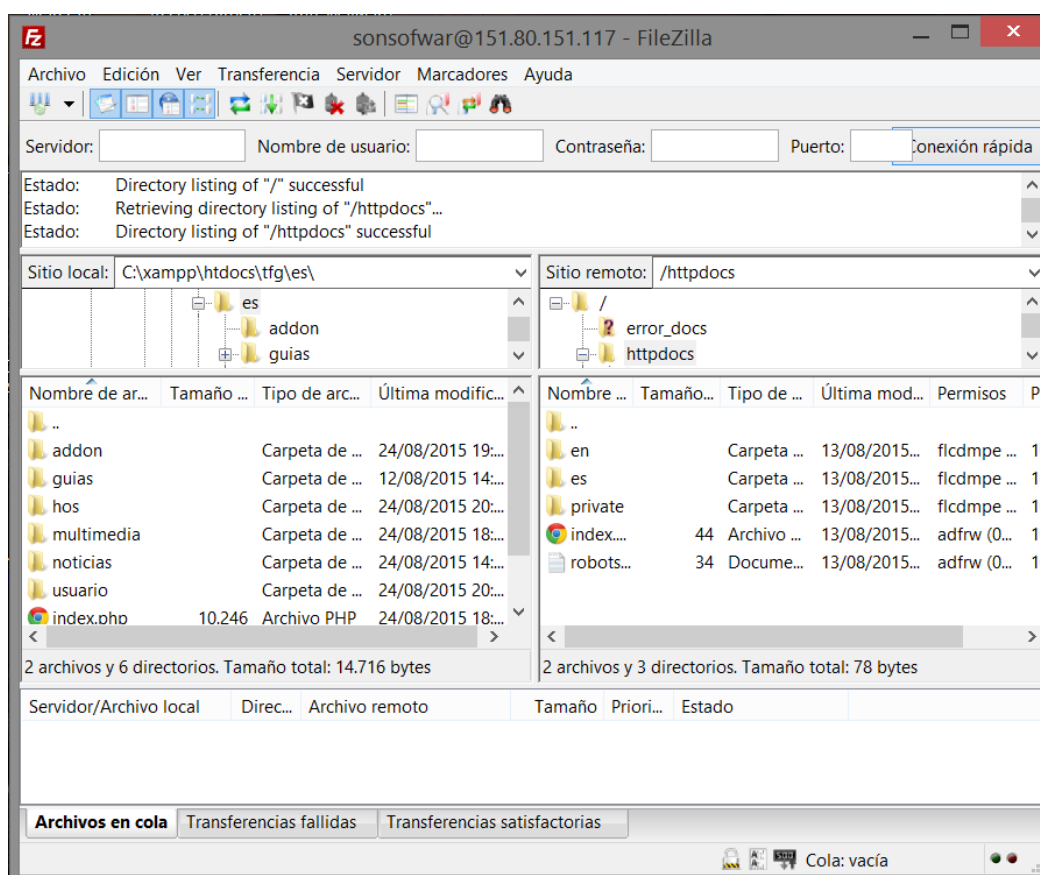 sonsofwar@151.80.151.117 - FileZilla
Archivo Edición Ver Transferencia Servidor Marcadores Ayuda
Servidor: Nombre de usuario: Contraseña: Puerto: Conexión rápida
Estado: Directory listing of "/" successful
Estado: Retrieving directory listing of "/httpdocs"...
Estado: Directory listing of "/httpdocs" successful
Sitio local: C:\xampp\htdocs\tfg\es\
es
addon
guias
Sitio remoto: /httpdocs
/
error_docs
httpdocs
Nombre de ar... Tamaño ... Tipo de arc... Última modific...
..
addon Carpeta de ... 24/08/2015 19:...
guias Carpeta de ... 12/08/2015 14:...
hos Carpeta de ... 24/08/2015 20:...
multimedia Carpeta de ... 24/08/2015 18:...
noticias Carpeta de ... 24/08/2015 14:...
usuario Carpeta de ... 24/08/2015 20:...
index.php 10.246 Archivo PHP 24/08/2015 18:...
2 archivos y 6 directorios. Tamaño total: 14.716 bytes
Nombre ... Tamaño... Tipo de ... Última mod... Permisos P
..
en Carpeta ... 13/08/2015... flcdmpe ... 1
es Carpeta ... 13/08/2015... flcdmpe ... 1
private Carpeta ... 13/08/2015... flcdmpe ... 1
index.... 44 Archivo ... 13/08/2015... adfrw (0... 1
robots... 34 Docume... 13/08/2015... adfrw (0... 1
2 archivos y 3 directorios. Tamaño total: 78 bytes
Servidor/Archivo local Direc... Archivo remoto Tamaño Priori... Estado
Archivos en cola Transferencias fallidas Transferencias satisfactorias
Cola: vacía